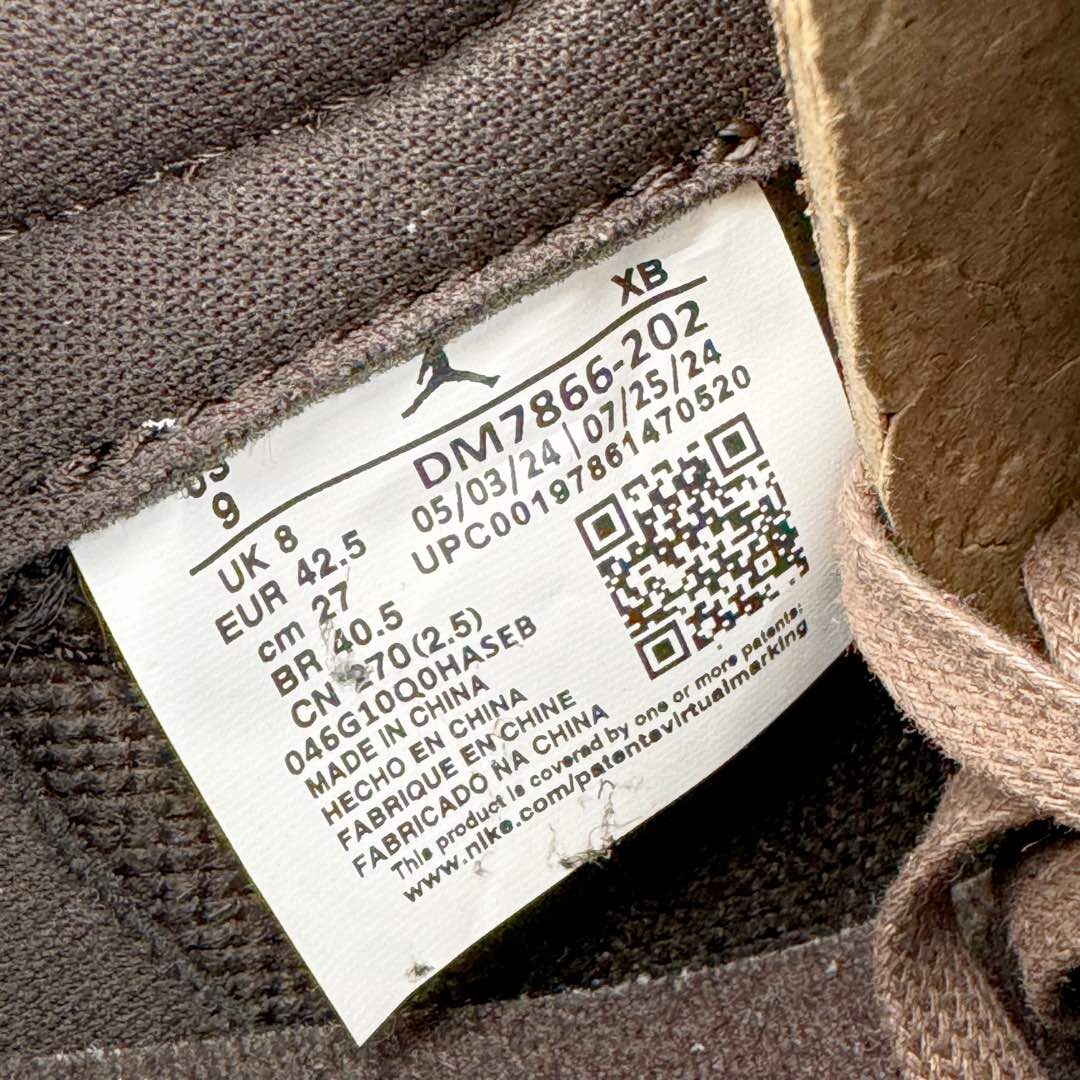 XB
US 9
DM7866-202
05/03/24 | 07/25/24
UPC00197861470520
UK 8
EUR 42.5
cm 27
BR 40.5
CN 270(2.5)
046G10Q0HASEB
MADE IN CHINA
HECHO EN CHINA
FABRIQUE EN CHINE
FABRICADO NA CHINA
This product is covered by one or more patents:
www.nike.com/patentsvirtualmarking